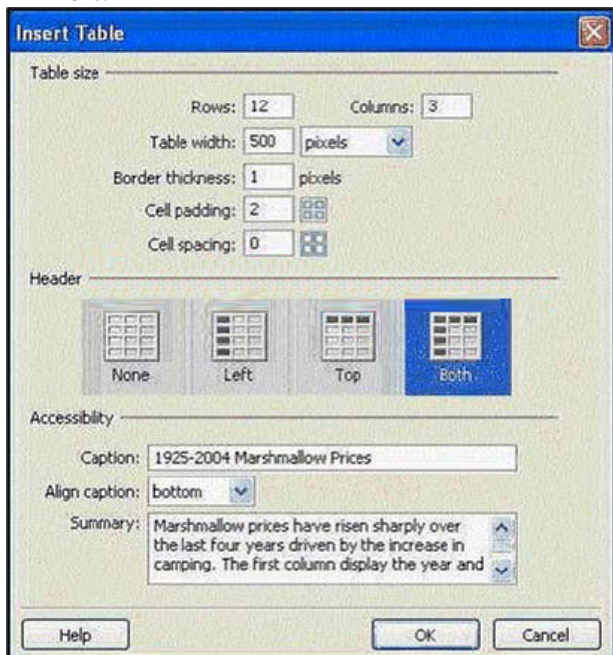 Insert Table
Table size
Rows: 12 Columns: 3
Table width: 500 pixels
Border thickness: 1 pixels
Cell padding: 2
Cell spacing: 0
Header
None Left Top Both
Accessiblity
Caption: 1925-2004 Marshmallow Prices
Align caption: bottom
Summary: Marshmallow prices have risen sharply over
the last four years driven by the increase in
camping. The first column display the year and
Help OK Cancel